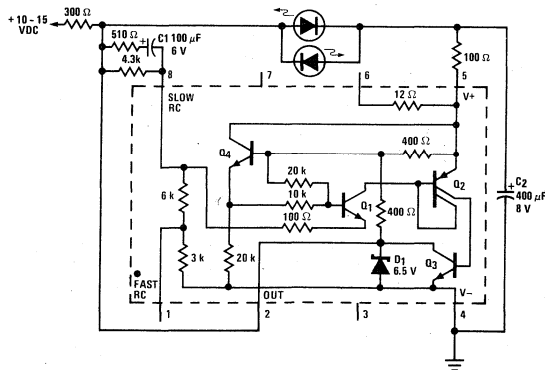 + 10 – 15
VDC
300 Ω
510 Ω
+
C1 100 μF
6 V
4.3k
8
7
6
5
100 Ω
12 Ω
V+
SLOW
RC
Q4
400 Ω
20 k
10 k
Q1
Q2
6 k
100 Ω
400 Ω
+
C2
400 μF
8 V
3 k
20 k
D1
6.5 V
Q3
FAST
RC
OUT
V–
1
2
3
4